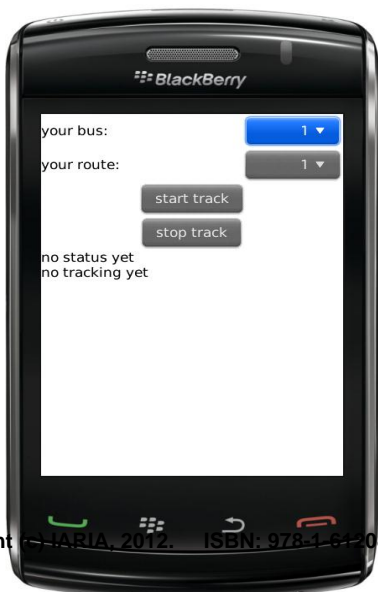 BlackBerry
your bus: 1
your route: 1
start track
stop track
no status yet
no tracking yet
(c) IARIA, 2012. ISBN: 978-1-6120